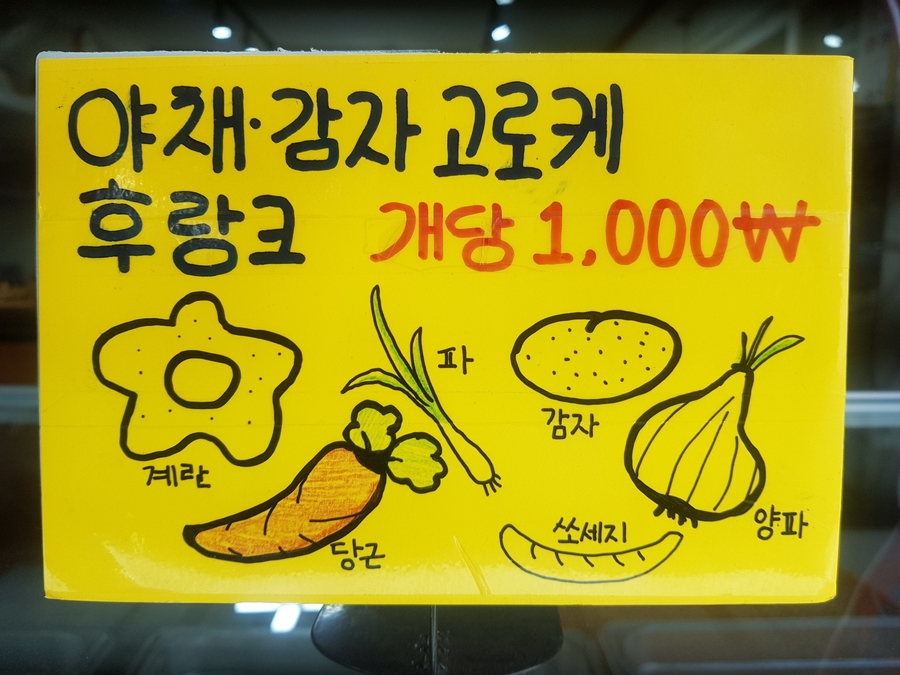 야채·감자 고로케
후랑크 개당 1,000₩
파
감자
계란
양파
쏘세지
당근